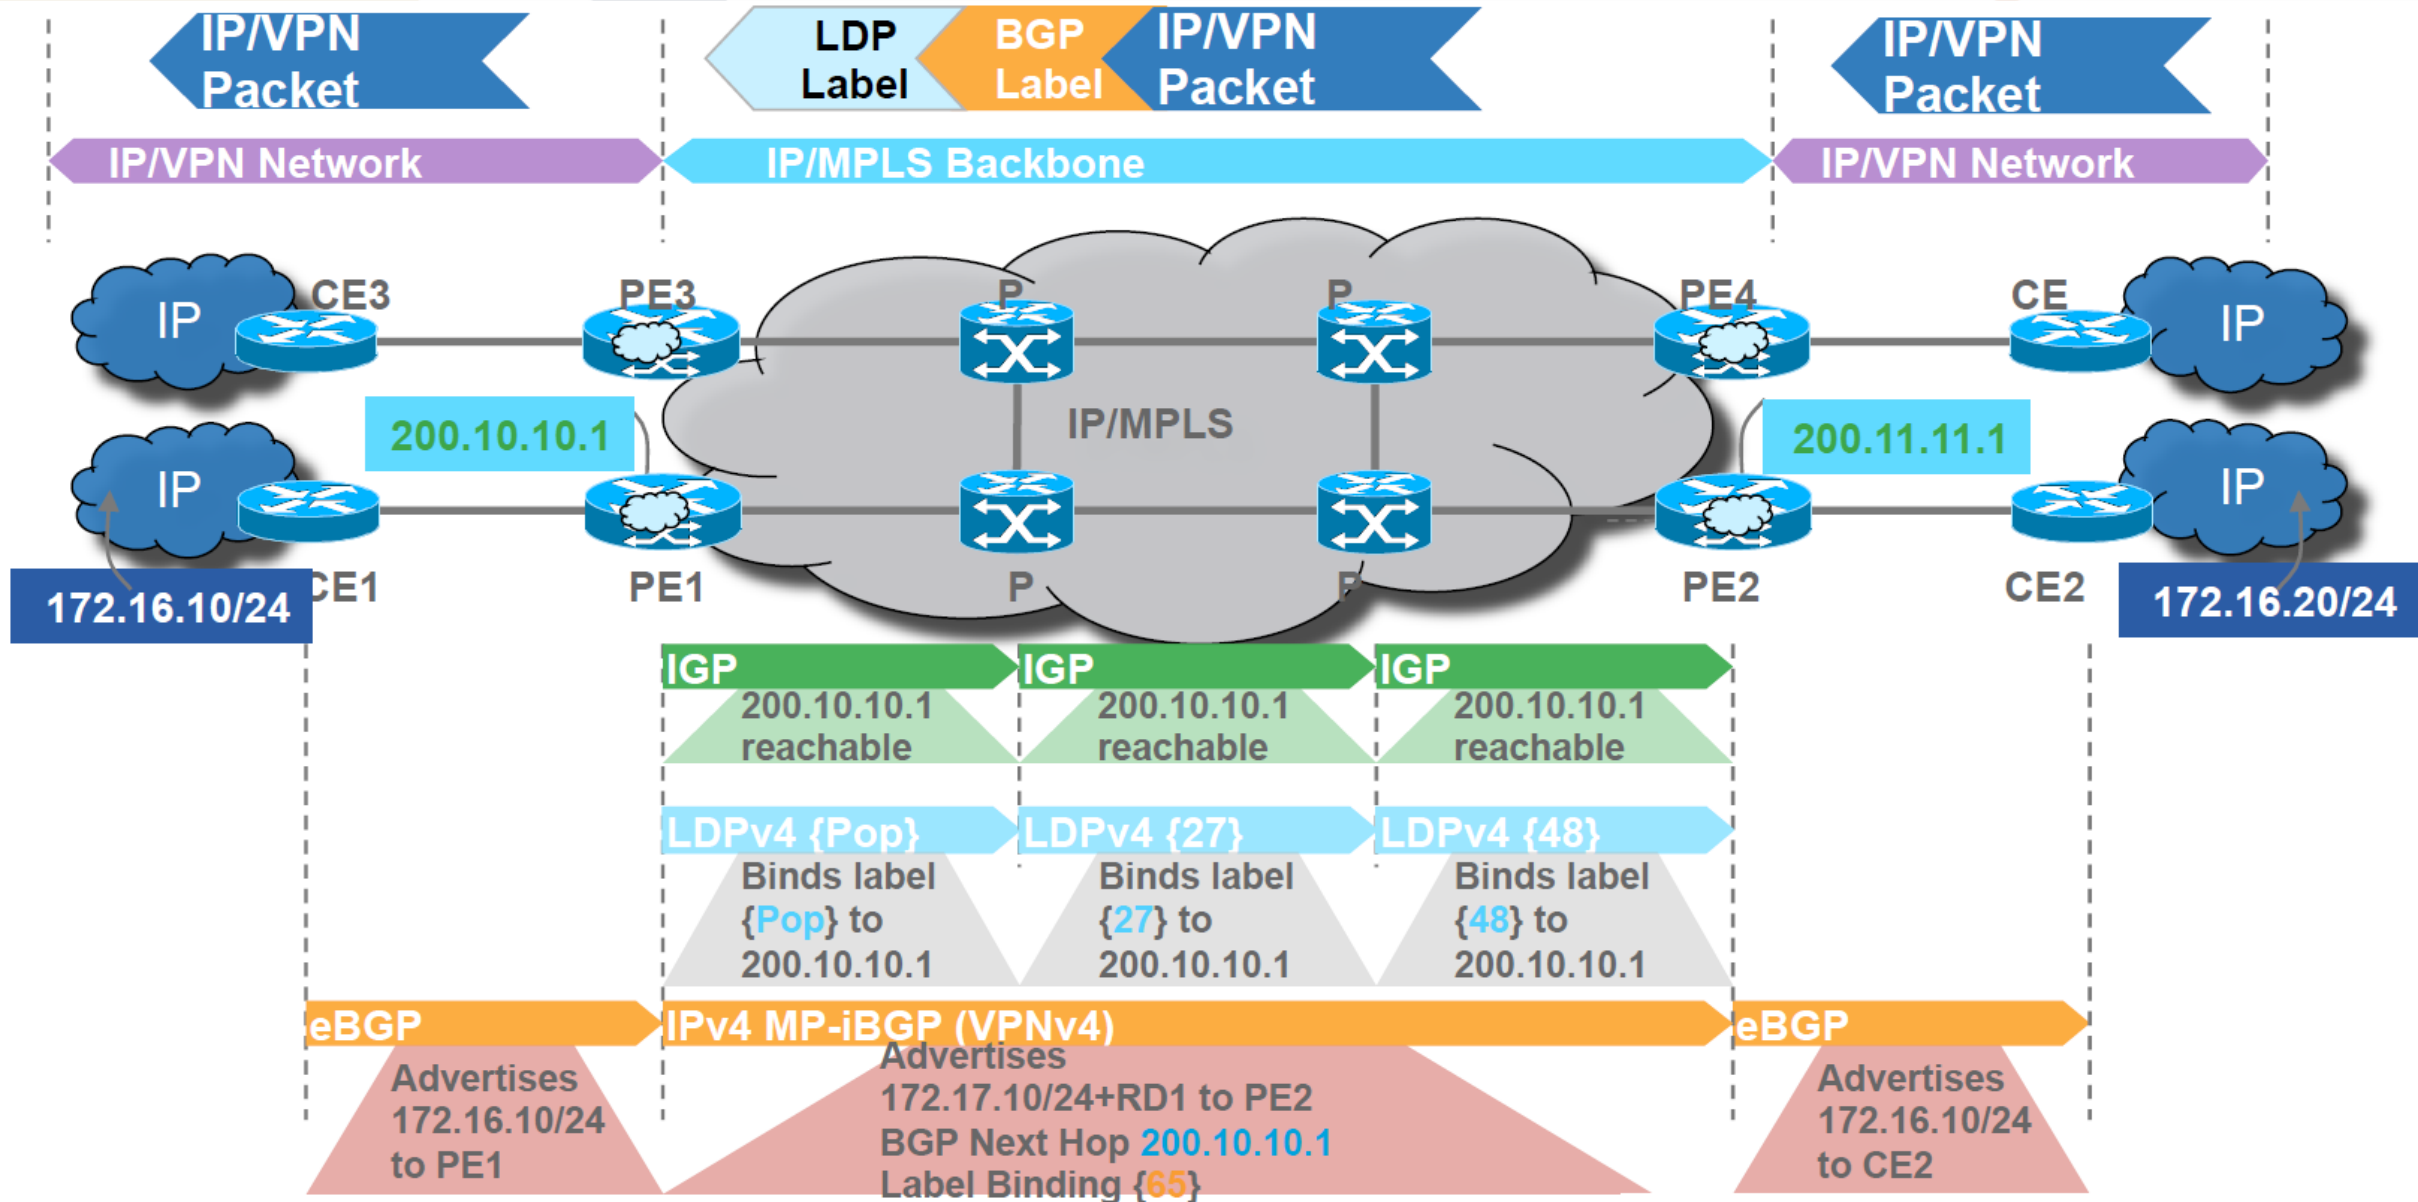 IP/VPN
Packet
LDP
Label
BGP
Label
IP/VPN
Packet
IP/VPN
Packet
IP/VPN Network
IP/MPLS Backbone
IP/VPN Network
IP
CE3
PE3
P
P
PE4
CE
IP
200.10.10.1
IP/MPLS
200.11.11.1
IP
IP
172.16.10/24
CE1
PE1
P
P
PE2
CE2
172.16.20/24
IGP
IGP
IGP
200.10.10.1
reachable
200.10.10.1
reachable
200.10.10.1
reachable
LDPv4 {Pop}
LDPv4 {27}
LDPv4 {48}
Binds label
{Pop} to
200.10.10.1
Binds label
{27} to
200.10.10.1
Binds label
{48} to
200.10.10.1
eBGP
IPv4 MP-iBGP (VPNv4)
eBGP
Advertises
172.16.10/24
to PE1
Advertises
172.17.10/24+RD1 to PE2
BGP Next Hop 200.10.10.1
Label Binding {65}
Advertises
172.16.10/24
to CE2